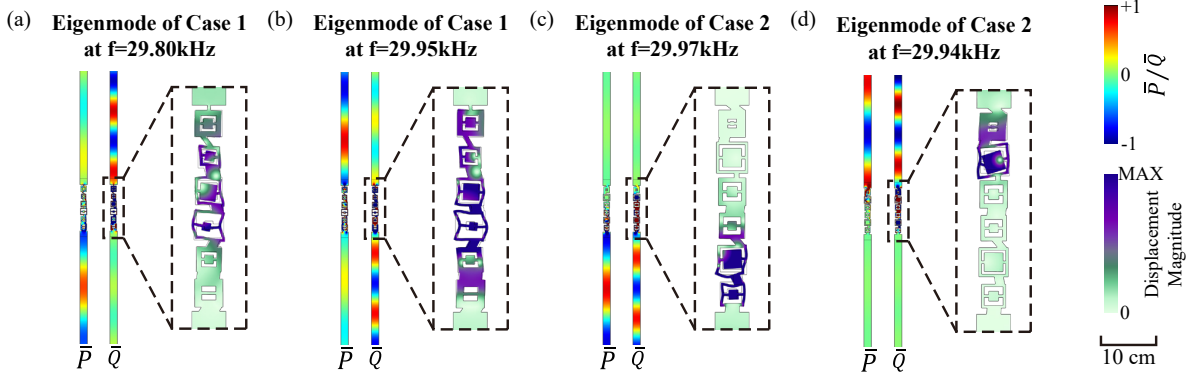 (a) Eigenmode of Case 1
at f=29.80kHz
P̅
Q̅
(b) Eigenmode of Case 1
at f=29.95kHz
P̅
Q̅
(c) Eigenmode of Case 2
at f=29.97kHz
P̅
Q̅
(d) Eigenmode of Case 2
at f=29.94kHz
P̅
Q̅
+1
0
-1
P̅/Q̅
MAX
0
Displacement
Magnitude
10 cm